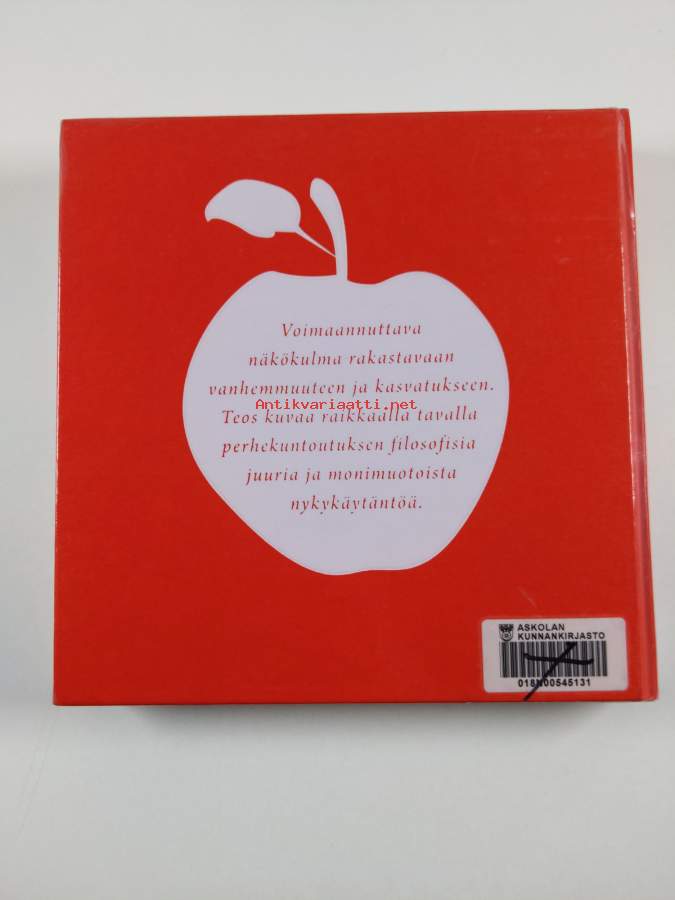 Voimaannuttava
näkökulma rakastavaan
vanhemmuuteen ja kasvatukseen.
Antikvariaatti.net
Teos kuvaa raikkaalla tavalla
perhekuntoutuksen filosofisia
juuria ja monimuotoista
nykykäytäntöä.
ASKOLAN
KUNNANKIRJASTO
018N00545131